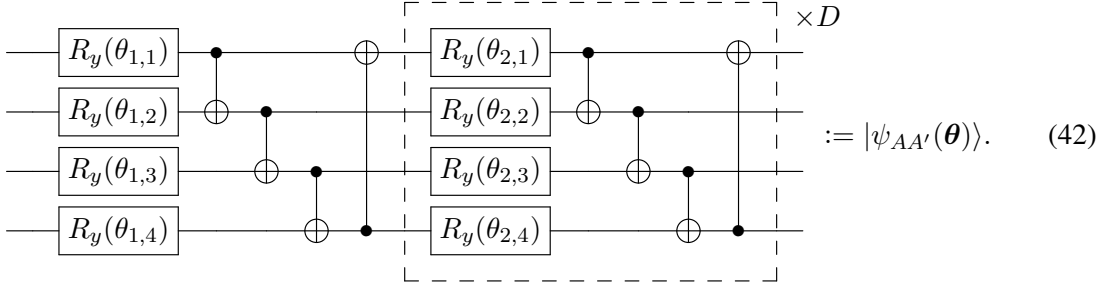 ×D
R_y(θ_{1,1}) R_y(θ_{2,1})
R_y(θ_{1,2}) R_y(θ_{2,2})
:= |ψ_{AA′}(𝜽)⟩. (42)
R_y(θ_{1,3}) R_y(θ_{2,3})
R_y(θ_{1,4}) R_y(θ_{2,4})